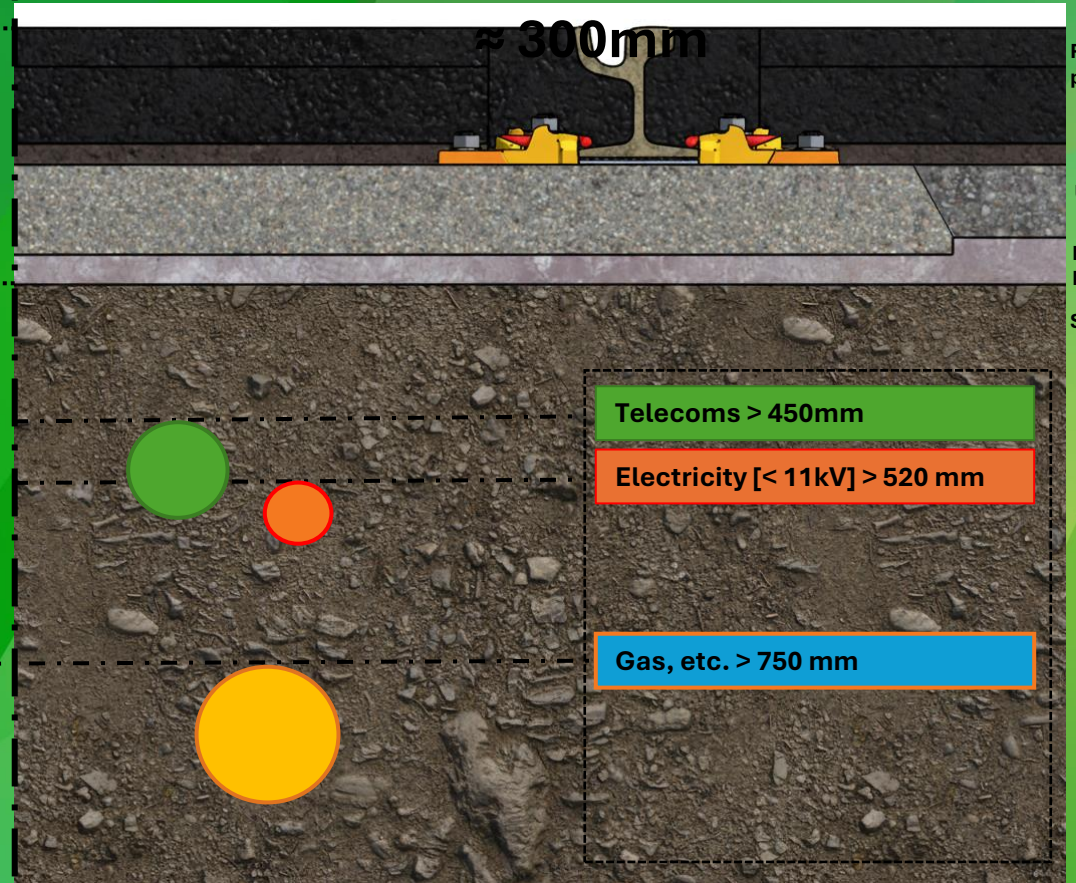 ≈ 300mm
Telecoms > 450mm
Electricity [< 11kV] > 520 mm
Gas, etc. > 750 mm